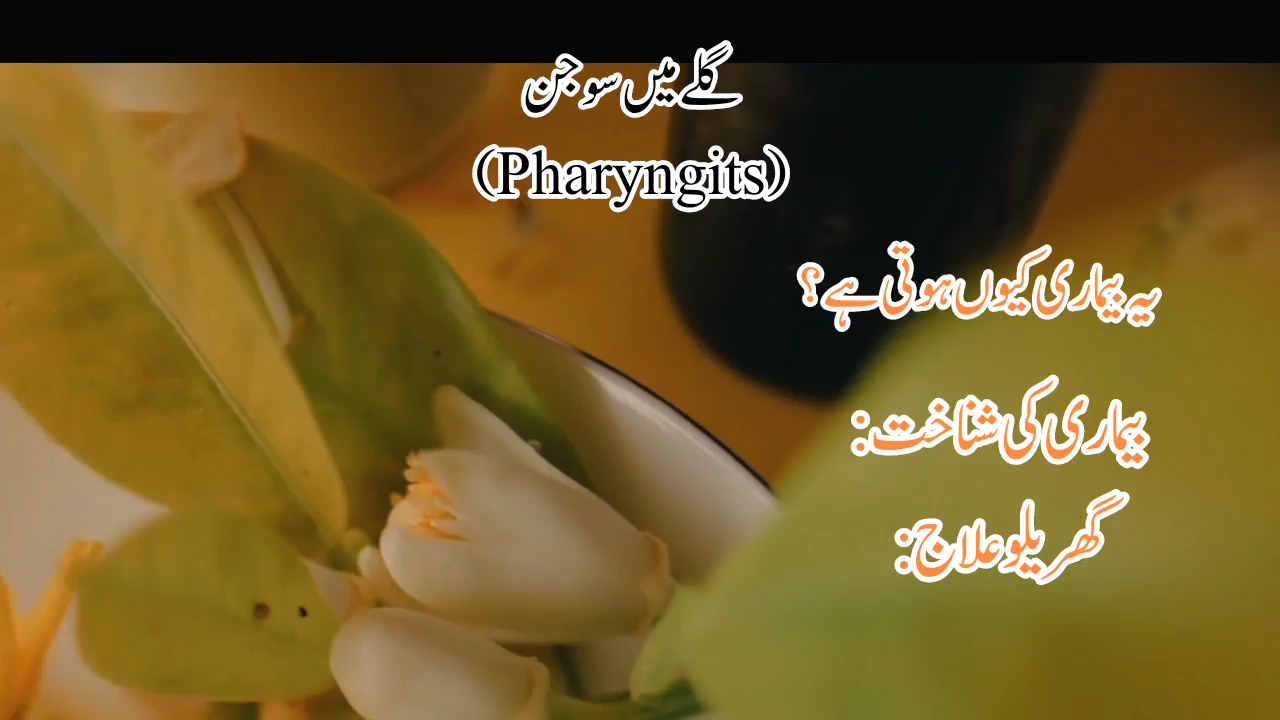 گلے میں سوجن
(Pharyngits)
یہ بیماری کیوں ہوتی ہے؟
بیماری کی شناخت:
گھریلو علاج: